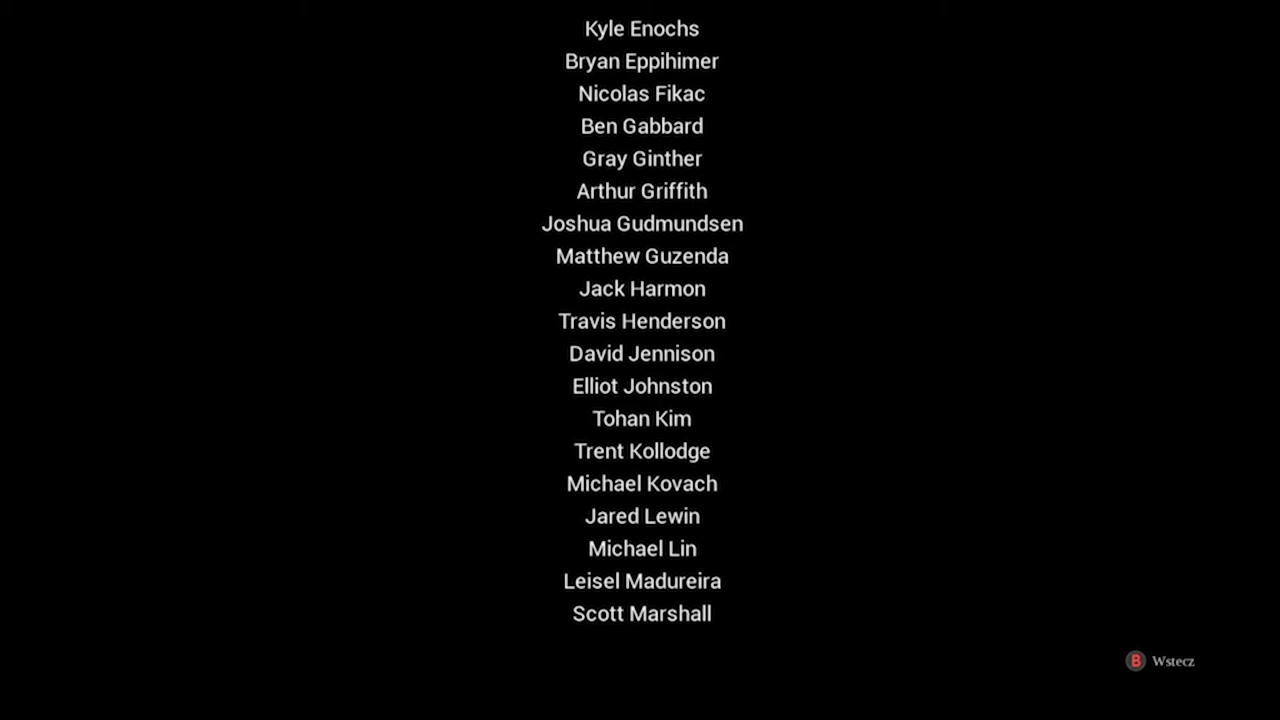 Kyle Enochs
Bryan Eppihimer
Nicolas Fikac
Ben Gabbard
Gray Ginther
Arthur Griffith
Joshua Gudmundsen
Matthew Guzenda
Jack Harmon
Travis Henderson
David Jennison
Elliot Johnston
Tohan Kim
Trent Kollodge
Michael Kovach
Jared Lewin
Michael Lin
Leisel Madureira
Scott Marshall
B Wstecz